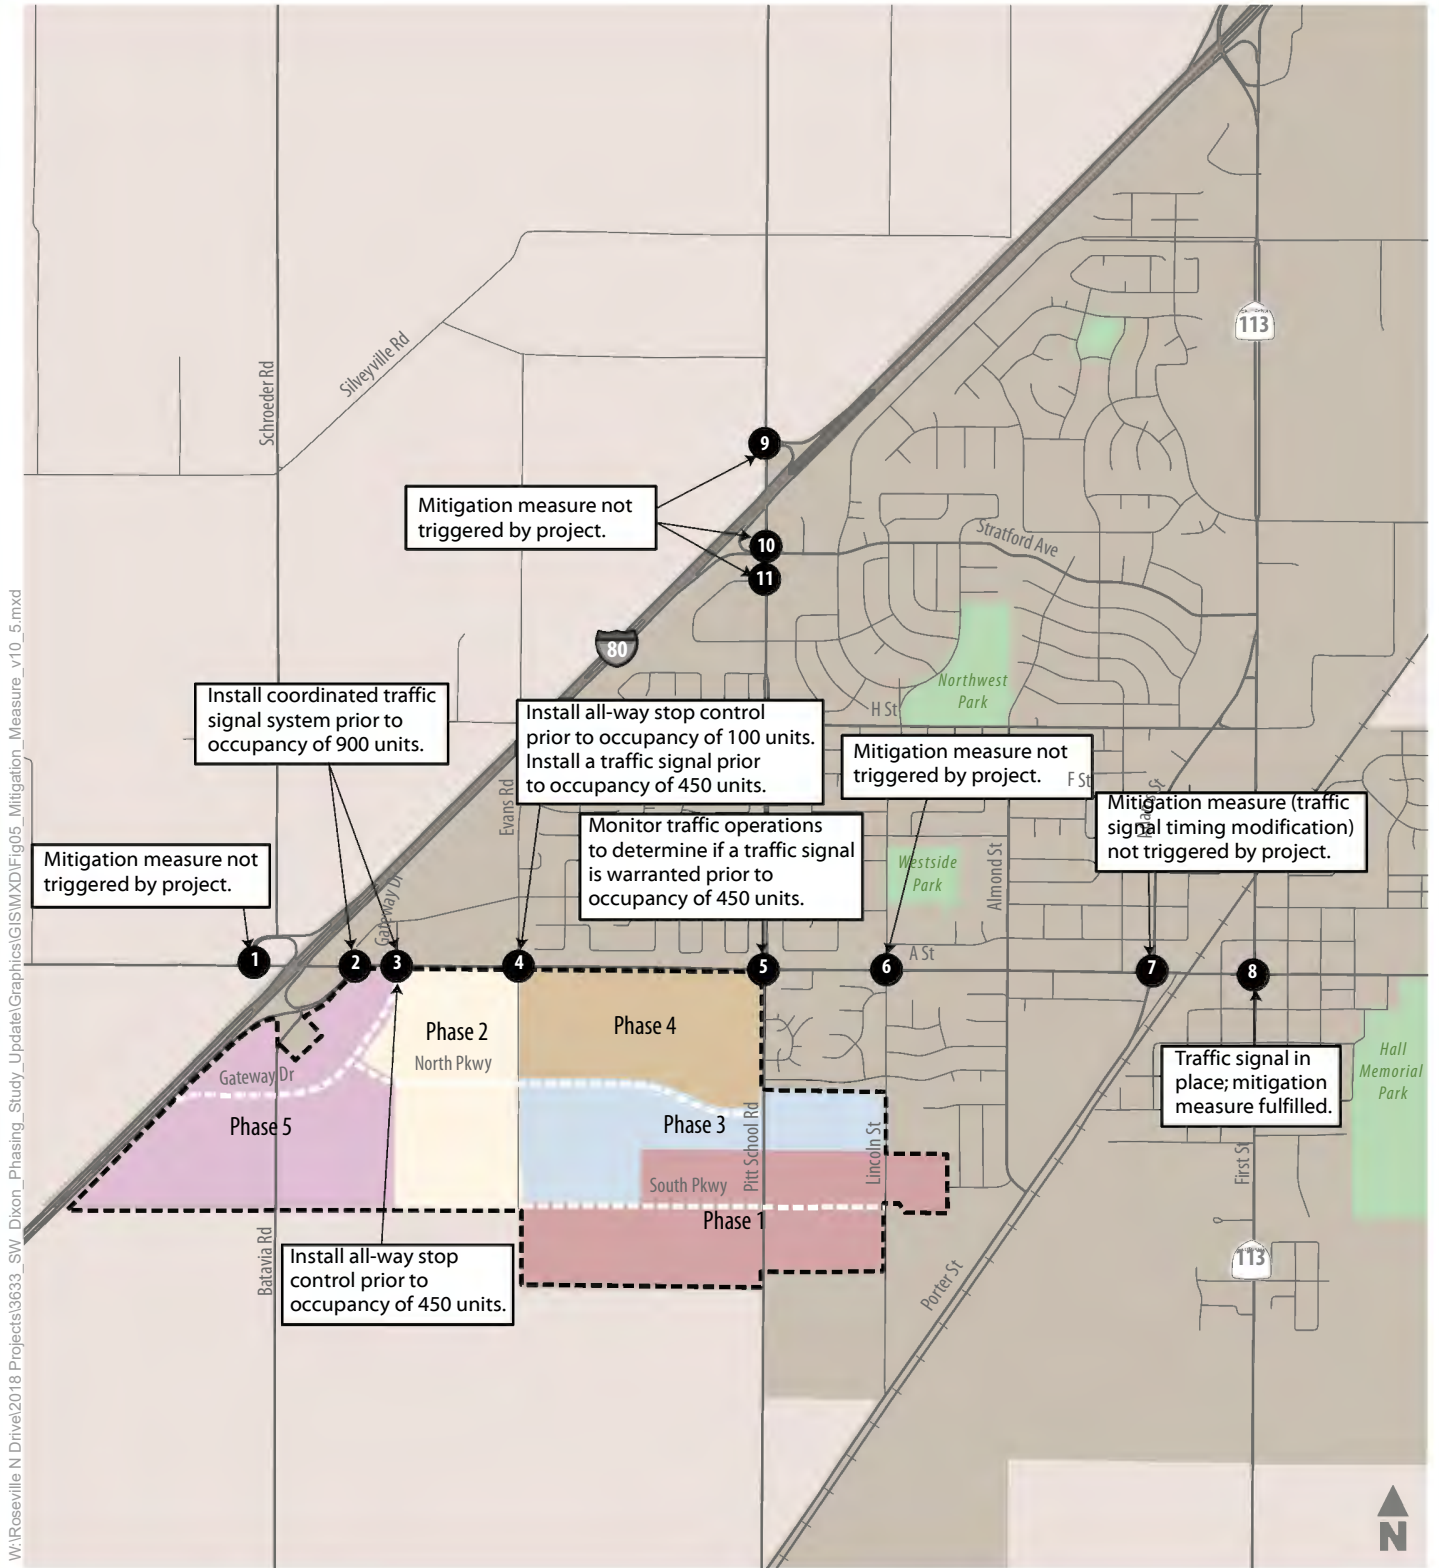 113
Silveyville Rd
Schroeder Rd
9
Mitigation measure not
triggered by project.
10
Stratford Ave
11
80
Northwest
Park
H St
Install coordinated traffic
signal system prior to
occupancy of 900 units.
Install all-way stop control
prior to occupancy of 100 units.
Install a traffic signal prior
to occupancy of 450 units.
Mitigation measure not
triggered by project.
F St
Evans Rd
Mitigation measure (traffic
signal timing modification)
not triggered by project.
Monitor traffic operations
to determine if a traffic signal
is warranted prior to
occupancy of 450 units.
Mitigation measure not
triggered by project.
Westside
Park
Almond St
Gateway Dr
A St
1
2
3
4
5
6
7
8
Phase 2
Phase 4
North Pkwy
Gateway Dr
Phase 5
Phase 3
Pitt School Rd
Lincoln St
South Pkwy
Phase 1
Traffic signal in
place; mitigation
measure fulfilled.
Hall
Memorial
Park
First St
Batavia Rd
Install all-way stop
control prior to
occupancy of 450 units.
Porter St
113
N
W:\Roseville N Drive\2018 Projects\3633_SW_Dixon_Phasing_Study_Update\Graphics\GIS\MXD\Fig05_Mitigation_Measure_v10_5.mxd